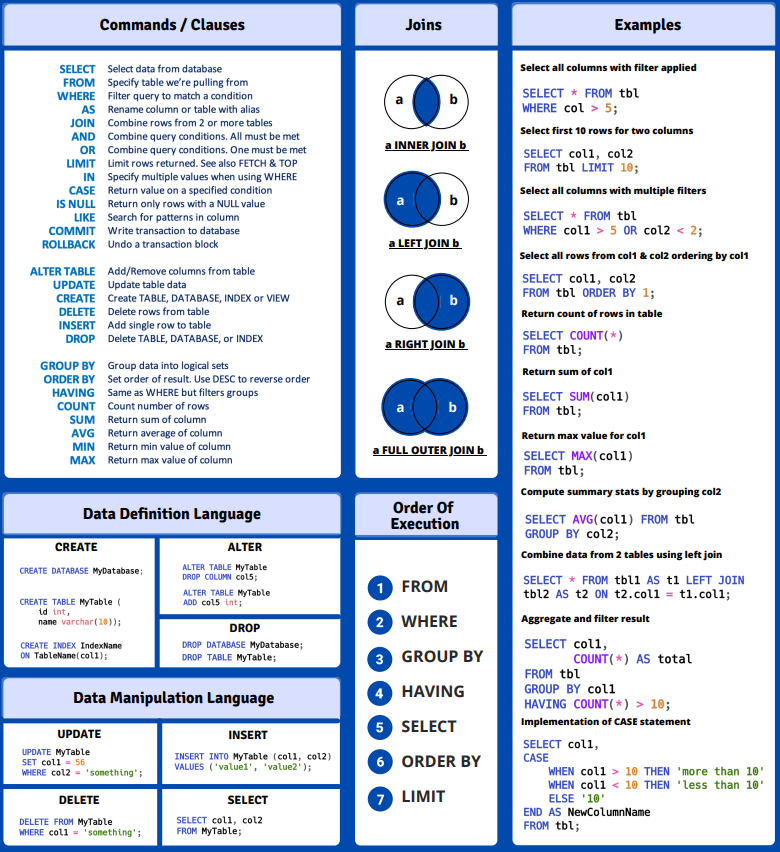 Commands / Clauses
SELECT Select data from database
FROM Specify table we're pulling from
WHERE Filter query to match a condition
AS Rename column or table with alias
JOIN Combine rows from 2 or more tables
AND Combine query conditions. All must be met
OR Combine query conditions. One must be met
LIMIT Limit rows returned. See also FETCH & TOP
IN Specify multiple values when using WHERE
CASE Return value on a specified condition
IS NULL Return only rows with a NULL value
LIKE Search for patterns in column
COMMIT Write transaction to database
ROLLBACK Undo a transaction block
ALTER TABLE Add/Remove columns from table
UPDATE Update table data
CREATE Create TABLE, DATABASE, INDEX or VIEW
DELETE Delete rows from table
INSERT Add single row to table
DROP Delete TABLE, DATABASE, or INDEX
GROUP BY Group data into logical sets
ORDER BY Set order of result. Use DESC to reverse order
HAVING Same as WHERE but filters groups
COUNT Count number of rows
SUM Return sum of column
AVG Return average of column
MIN Return min value of column
MAX Return max value of column
Joins
a b
a INNER JOIN b
a b
a LEFT JOIN b
a b
a RIGHT JOIN b
a b
a FULL OUTER JOIN b
Examples
Select all columns with filter applied
SELECT * FROM tbl
WHERE col > 5;
Select first 10 rows for two columns
SELECT col1, col2
FROM tbl LIMIT 10;
Select all columns with multiple filters
SELECT * FROM tbl
WHERE col1 > 5 OR col2 < 2;
Select all rows from col1 & col2 ordering by col1
SELECT col1, col2
FROM tbl ORDER BY 1;
Return count of rows in table
SELECT COUNT(*)
FROM tbl;
Return sum of col1
SELECT SUM(col1)
FROM tbl;
Return max value for col1
SELECT MAX(col1)
FROM tbl;
Compute summary stats by grouping col2
SELECT AVG(col1) FROM tbl
GROUP BY col2;
Combine data from 2 tables using left join
SELECT * FROM tbl1 AS t1 LEFT JOIN
tbl2 AS t2 ON t2.col1 = t1.col1;
Aggregate and filter result
SELECT col1,
COUNT(*) AS total
FROM tbl
GROUP BY col1
HAVING COUNT(*) > 10;
Implementation of CASE statement
SELECT col1,
CASE
WHEN col1 > 10 THEN 'more than 10'
WHEN col1 < 10 THEN 'less than 10'
ELSE '10'
END AS NewColumnName
FROM tbl;
Data Definition Language
CREATE
CREATE DATABASE MyDatabase;
CREATE TABLE MyTable (
id int,
name varchar(10));
CREATE INDEX IndexName
ON TableName(col1);
ALTER
ALTER TABLE MyTable
DROP COLUMN col5;
ALTER TABLE MyTable
ADD col5 int;
DROP
DROP DATABASE MyDatabase;
DROP TABLE MyTable;
Data Manipulation Language
UPDATE
UPDATE MyTable
SET col1 = 56
WHERE col2 = 'something';
INSERT
INSERT INTO MyTable (col1, col2)
VALUES ('value1', 'value2');
DELETE
DELETE FROM MyTable
WHERE col1 = 'something';
SELECT
SELECT col1, col2
FROM MyTable;
Order Of
Execution
1 FROM
2 WHERE
3 GROUP BY
4 HAVING
5 SELECT
6 ORDER BY
7 LIMIT